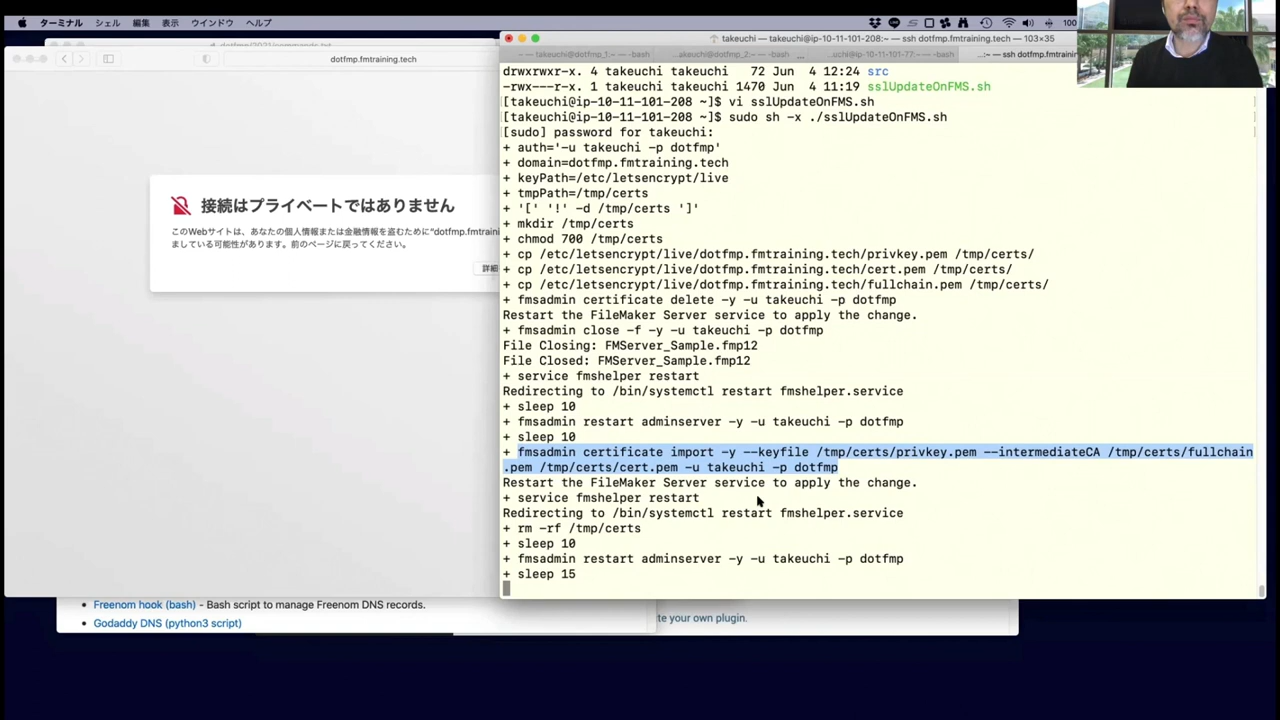 ターミナル シェル 編集 表示 ウインドウ ヘルプ
100
dotfmp.fmtraining.tech
takeuchi — takeuchi@ip-10-11-101-208:~ — ssh dotfmp.fmtraining.tech — 103×35
— takeuchi@dotfmp_1:~ — -bash
...akeuchi@dotfmp_2:~ — -bash
...uchi@ip-10-11-101-77:~ — -bash
...:~ — ssh dotfmp.fmtrainin
drwxrwxr-x. 4 takeuchi takeuchi 72 Jun 4 12:24 src
-rwx---r-x. 1 takeuchi takeuchi 1470 Jun 4 11:19 sslUpdateOnFMS.sh
[takeuchi@ip-10-11-101-208 ~]$ vi sslUpdateOnFMS.sh
[takeuchi@ip-10-11-101-208 ~]$ sudo sh -x ./sslUpdateOnFMS.sh
[sudo] password for takeuchi:
+ auth='-u takeuchi -p dotfmp'
+ domain=dotfmp.fmtraining.tech
+ keyPath=/etc/letsencrypt/live
+ tmpPath=/tmp/certs
+ '[' '!' -d /tmp/certs ']'
+ mkdir /tmp/certs
+ chmod 700 /tmp/certs
+ cp /etc/letsencrypt/live/dotfmp.fmtraining.tech/privkey.pem /tmp/certs/
+ cp /etc/letsencrypt/live/dotfmp.fmtraining.tech/cert.pem /tmp/certs/
+ cp /etc/letsencrypt/live/dotfmp.fmtraining.tech/fullchain.pem /tmp/certs/
+ fmsadmin certificate delete -y -u takeuchi -p dotfmp
Restart the FileMaker Server service to apply the change.
+ fmsadmin close -f -y -u takeuchi -p dotfmp
File Closing: FMServer_Sample.fmp12
File Closed: FMServer_Sample.fmp12
+ service fmshelper restart
Redirecting to /bin/systemctl restart fmshelper.service
+ sleep 10
+ fmsadmin restart adminserver -y -u takeuchi -p dotfmp
+ sleep 10
+ fmsadmin certificate import -y --keyfile /tmp/certs/privkey.pem --intermediateCA /tmp/certs/fullchain
.pem /tmp/certs/cert.pem -u takeuchi -p dotfmp
Restart the FileMaker Server service to apply the change.
+ service fmshelper restart
Redirecting to /bin/systemctl restart fmshelper.service
+ rm -rf /tmp/certs
+ sleep 10
+ fmsadmin restart adminserver -y -u takeuchi -p dotfmp
+ sleep 15
接続はプライベートではありません
このWebサイトは、あなたの個人情報または金融情報を盗むために"dotfmp.fmtraini
ましている可能性があります。前のページに戻ってください。
詳細
Freenom hook (bash) - Bash script to manage Freenom DNS records.
Godaddy DNS (python3 script)
te your own plugin.